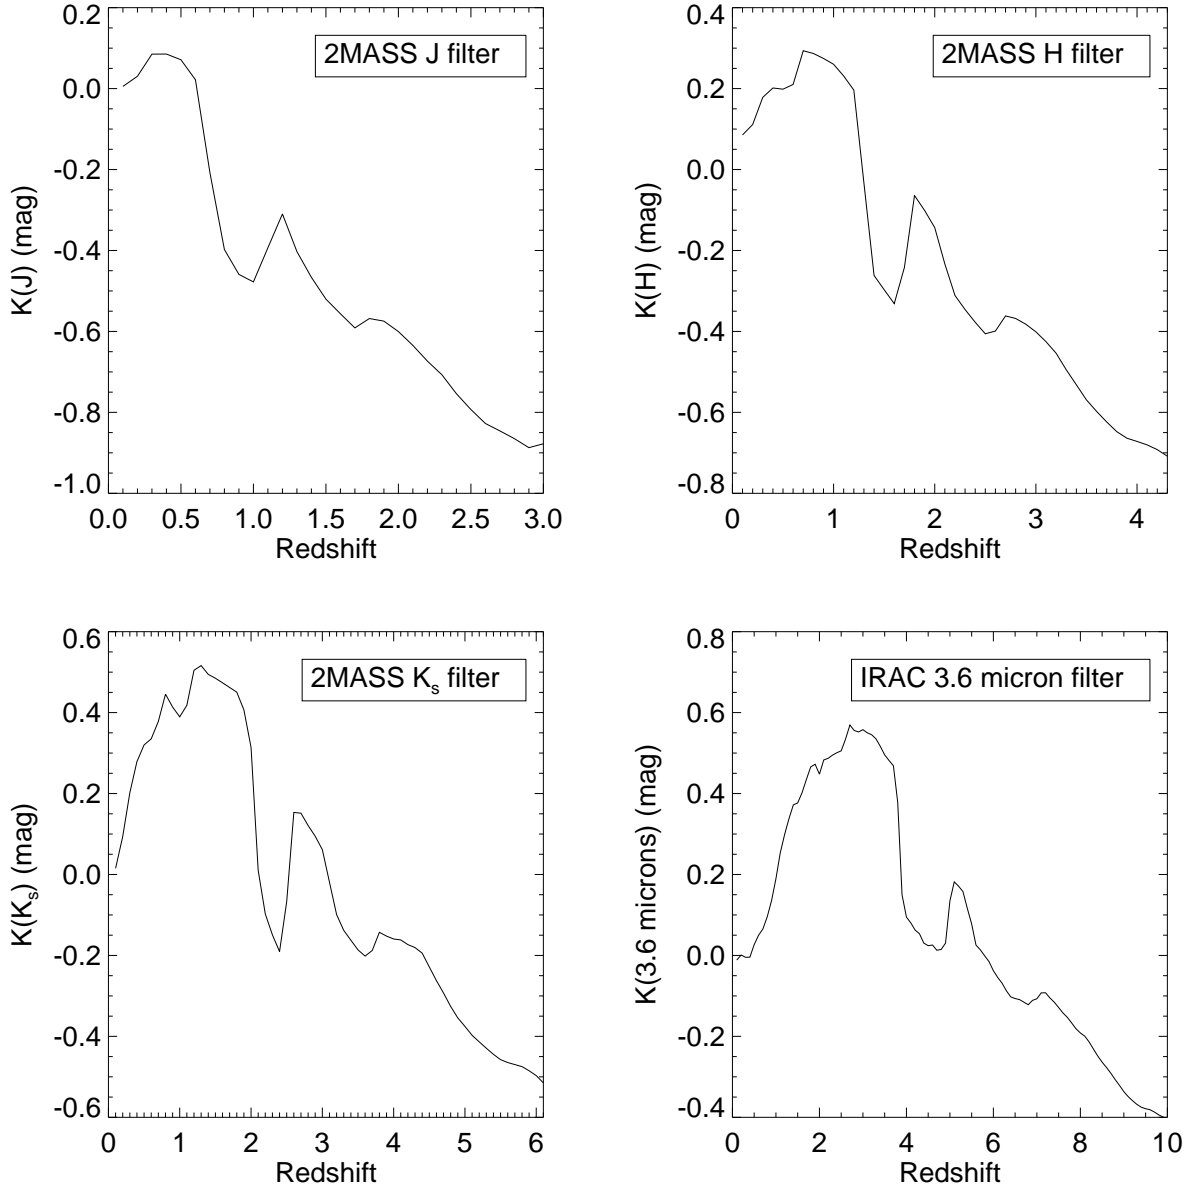 2MASS J filter
K(J) (mag)
0.2
0.0
-0.2
-0.4
-0.6
-0.8
-1.0
0.0 0.5 1.0 1.5 2.0 2.5 3.0
Redshift
2MASS H filter
K(H) (mag)
0.4
0.2
0.0
-0.2
-0.4
-0.6
-0.8
0 1 2 3 4
Redshift
2MASS Ks filter
K(Ks) (mag)
0.6
0.4
0.2
0.0
-0.2
-0.4
-0.6
0 1 2 3 4 5 6
Redshift
IRAC 3.6 micron filter
K(3.6 microns) (mag)
0.8
0.6
0.4
0.2
0.0
-0.2
-0.4
0 2 4 6 8 10
Redshift